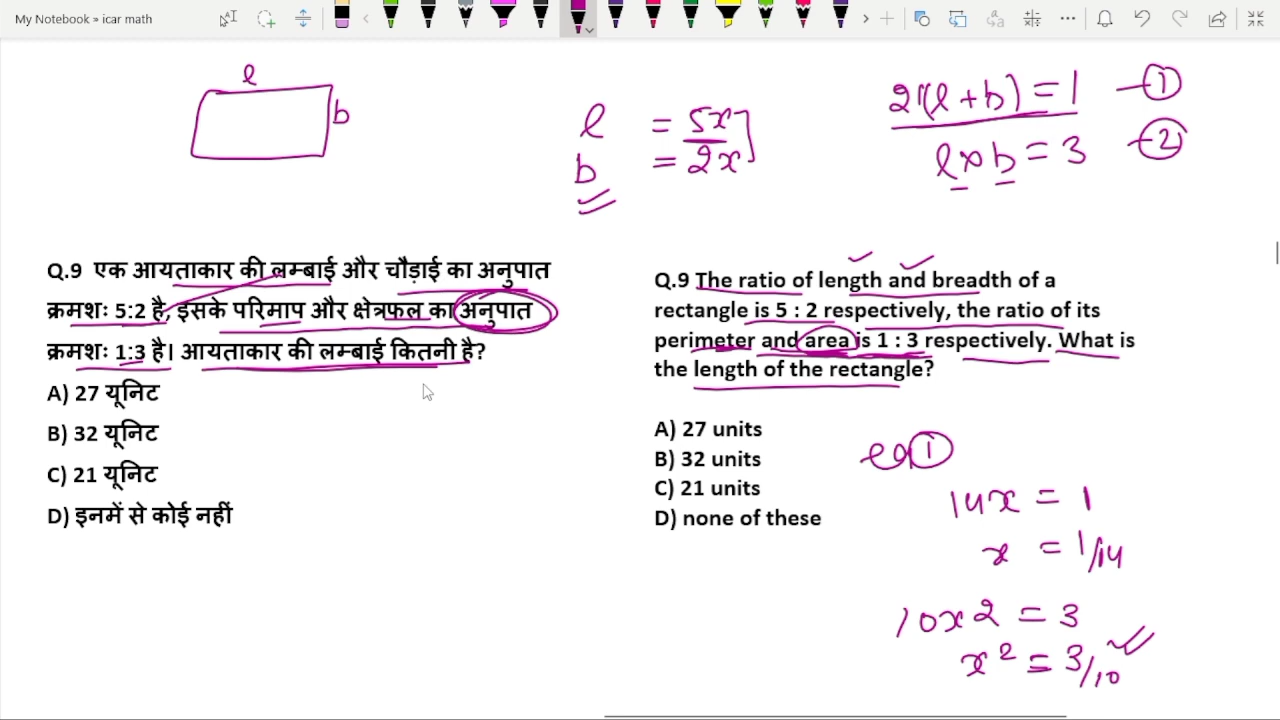 My Notebook » icar math
l
b
l = 5x
b = 2x
2(l + b) = 1 - 1
l x b = 3 - 2
Q.9 एक आयताकार की लम्बाई और चौड़ाई का अनुपात
क्रमशः 5:2 है, इसके परिमाप और क्षेत्रफल का अनुपात
क्रमशः 1:3 है। आयताकार की लम्बाई कितनी है?
A) 27 यूनिट
B) 32 यूनिट
C) 21 यूनिट
D) इनमें से कोई नहीं
Q.9 The ratio of length and breadth of a
rectangle is 5 : 2 respectively, the ratio of its
perimeter and area is 1 : 3 respectively. What is
the length of the rectangle?
A) 27 units
B) 32 units
C) 21 units
D) none of these
eq 1
14x = 1
x = 1/14
10x2 = 3
x² = 3/10